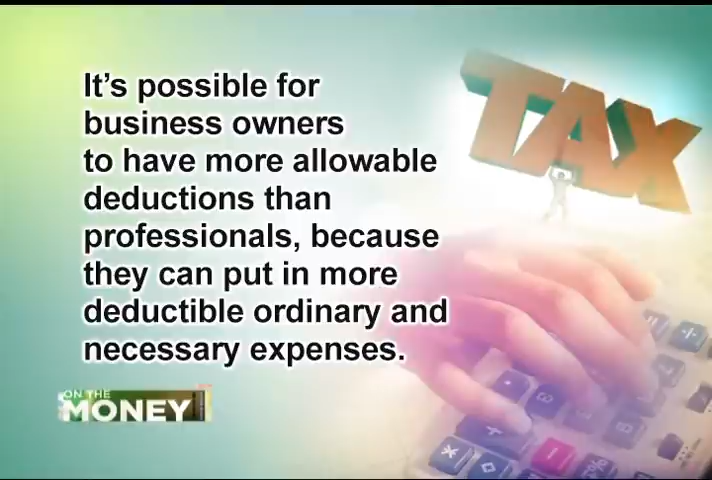 It's possible for
business owners
to have more allowable
deductions than
professionals, because
they can put in more
deductible ordinary and
necessary expenses.
TAX
ON THE
MONEY